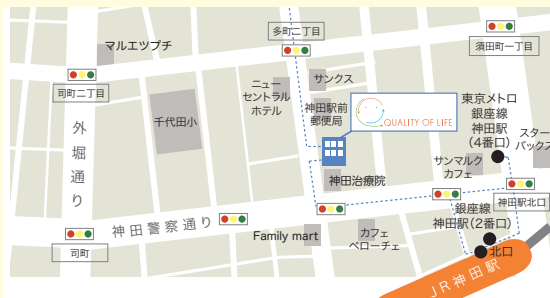 マルエツプチ
多町二丁目
須田町一丁目
司町二丁目
ニュー
セントラル
ホテル
サンクス
神田駅前
郵便局
QUALITY OF LIFE
東京メトロ
銀座線
神田駅
(4番口)
スター
バックス
千代田小
外堀通り
サンマルク
カフェ
神田治療院
神田駅北口
銀座線
神田駅(2番口)
神田警察通り
司町
Family mart
カフェ
ベローチェ
北口
JR神田駅